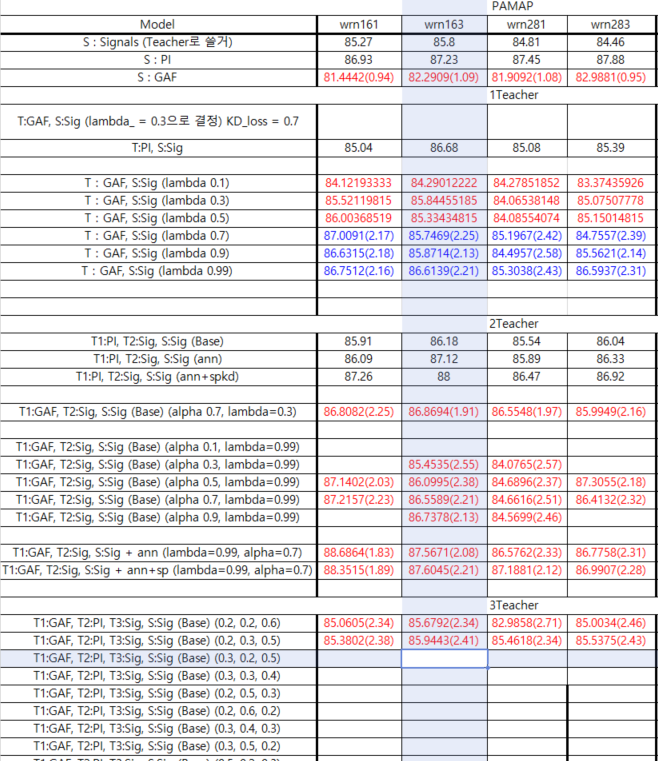 PAMAP
Model wrn161 wrn163 wrn281 wrn283
S : Signals (Teacher로 쓸거) 85.27 85.8 84.81 84.46
S : PI 86.93 87.23 87.45 87.88
S : GAF 81.4442(0.94) 82.2909(1.09) 81.9092(1.08) 82.9881(0.95)
1Teacher
T:GAF, S:Sig (lambda_ = 0.3으로 결정) KD_loss = 0.7
T:PI, S:Sig 85.04 86.68 85.08 85.39
T : GAF, S:Sig (lambda 0.1) 84.12193333 84.29012222 84.27851852 83.37435926
T : GAF, S:Sig (lambda 0.3) 85.52119815 85.84455185 84.06538148 85.07507778
T : GAF, S:Sig (lambda 0.5) 86.00368519 85.33434815 84.08554074 85.15014815
T : GAF, S:Sig (lambda 0.7) 87.0091(2.17) 85.7469(2.25) 85.1967(2.42) 84.7557(2.39)
T : GAF, S:Sig (lambda 0.9) 86.6315(2.18) 85.8714(2.13) 84.4957(2.58) 85.5621(2.14)
T : GAF, S:Sig (lambda 0.99) 86.7512(2.16) 86.6139(2.21) 85.3038(2.43) 86.5937(2.31)
2Teacher
T1:PI, T2:Sig, S:Sig (Base) 85.91 86.18 85.54 86.04
T1:PI, T2:Sig, S:Sig (ann) 86.09 87.12 85.89 86.33
T1:PI, T2:Sig, S:Sig (ann+spkd) 87.26 88 86.47 86.92
T1:GAF, T2:Sig, S:Sig (Base) (alpha 0.7, lambda=0.3) 86.8082(2.25) 86.8694(1.91) 86.5548(1.97) 85.9949(2.16)
T1:GAF, T2:Sig, S:Sig (Base) (alpha 0.1, lambda=0.99)
T1:GAF, T2:Sig, S:Sig (Base) (alpha 0.3, lambda=0.99) 85.4535(2.55) 84.0765(2.57)
T1:GAF, T2:Sig, S:Sig (Base) (alpha 0.5, lambda=0.99) 87.1402(2.03) 86.0995(2.38) 84.6896(2.37) 87.3055(2.18)
T1:GAF, T2:Sig, S:Sig (Base) (alpha 0.7, lambda=0.99) 87.2157(2.23) 86.5589(2.21) 84.6616(2.51) 86.4132(2.32)
T1:GAF, T2:Sig, S:Sig (Base) (alpha 0.9, lambda=0.99) 86.7378(2.13) 84.5699(2.46)
T1:GAF, T2:Sig, S:Sig + ann (lambda=0.99, alpha=0.7) 88.6864(1.83) 87.5671(2.08) 86.5762(2.33) 86.7758(2.31)
T1:GAF, T2:Sig, S:Sig + ann+sp (lambda=0.99, alpha=0.7) 88.3515(1.89) 87.6045(2.21) 87.1881(2.12) 86.9907(2.28)
3Teacher
T1:GAF, T2:PI, T3:Sig, S:Sig (Base) (0.2, 0.2, 0.6) 85.0605(2.34) 85.6792(2.34) 82.9858(2.71) 85.0034(2.46)
T1:GAF, T2:PI, T3:Sig, S:Sig (Base) (0.2, 0.3, 0.5) 85.3802(2.38) 85.9443(2.41) 85.4618(2.34) 85.5375(2.43)
T1:GAF, T2:PI, T3:Sig, S:Sig (Base) (0.3, 0.2, 0.5)
T1:GAF, T2:PI, T3:Sig, S:Sig (Base) (0.3, 0.3, 0.4)
T1:GAF, T2:PI, T3:Sig, S:Sig (Base) (0.2, 0.5, 0.3)
T1:GAF, T2:PI, T3:Sig, S:Sig (Base) (0.2, 0.6, 0.2)
T1:GAF, T2:PI, T3:Sig, S:Sig (Base) (0.3, 0.4, 0.3)
T1:GAF, T2:PI, T3:Sig, S:Sig (Base) (0.3, 0.5, 0.2)